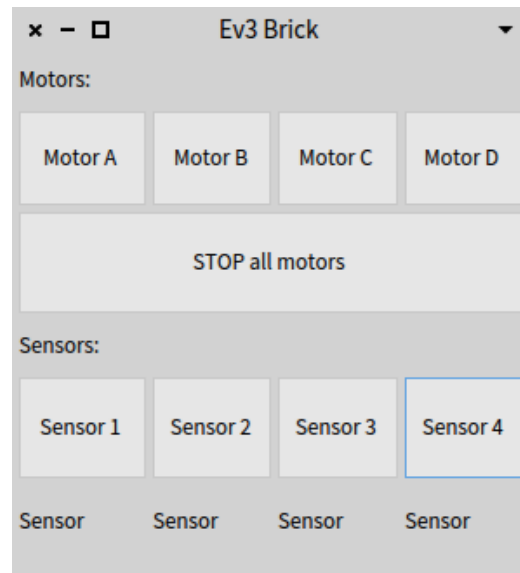 Ev3 Brick
Motors:
Motor A Motor B Motor C Motor D
STOP all motors
Sensors:
Sensor 1 Sensor 2 Sensor 3 Sensor 4
Sensor Sensor Sensor Sensor